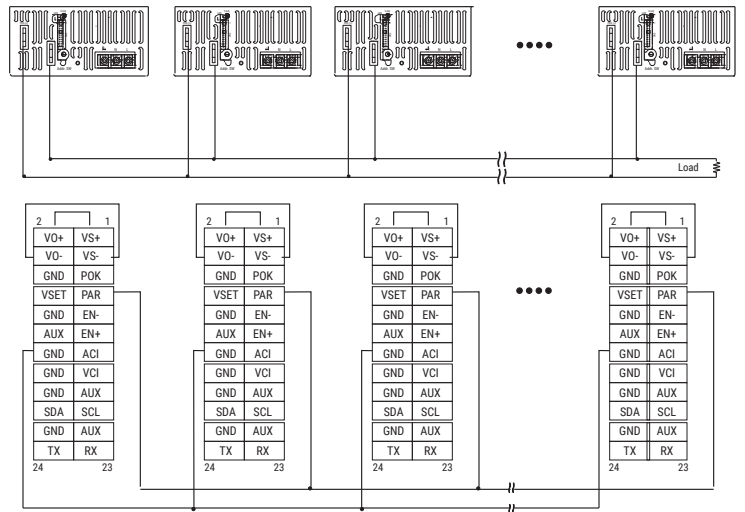 Load
2 1 2 1 2 1 2 1
VO+ VS+ VO+ VS+ VO+ VS+ VO+ VS+
VO- VS- VO- VS- VO- VS- VO- VS-
GND POK GND POK GND POK GND POK
VSET PAR VSET PAR VSET PAR VSET PAR
GND EN- GND EN- GND EN- GND EN-
AUX EN+ AUX EN+ AUX EN+ AUX EN+
GND ACI GND ACI GND ACI GND ACI
GND VCI GND VCI GND VCI GND VCI
GND AUX GND AUX GND AUX GND AUX
SDA SCL SDA SCL SDA SCL SDA SCL
GND AUX GND AUX GND AUX GND AUX
TX RX TX RX TX RX TX RX
24 23 24 23 24 23 24 23